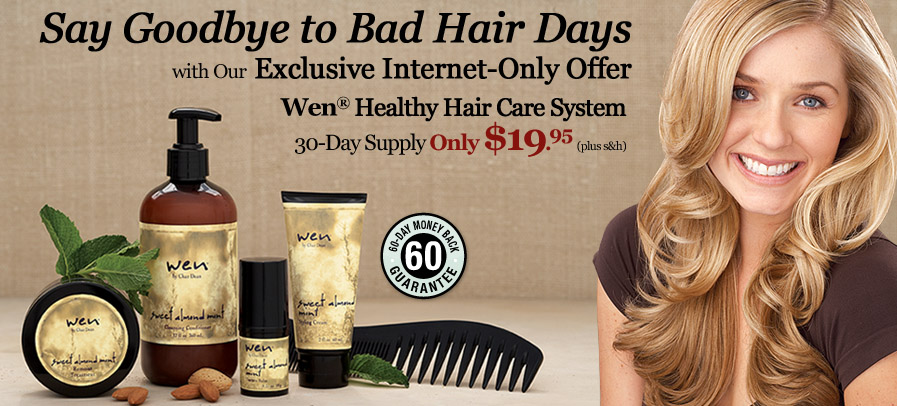 Say Goodbye to Bad Hair Days
with Our Exclusive Internet-Only Offer
Wen® Healthy Hair Care System
30-Day Supply Only $19.95 (plus s&h)
60-DAY MONEY BACK
60
GUARANTEE
wen
By Chaz Dean
sweet almond mint
Cleansing Conditioner
wen
By Chaz Dean
sweet almond mint
Styling Cream
wen
By Chaz Dean
sweet almond mint
wen
sweet almond
mint